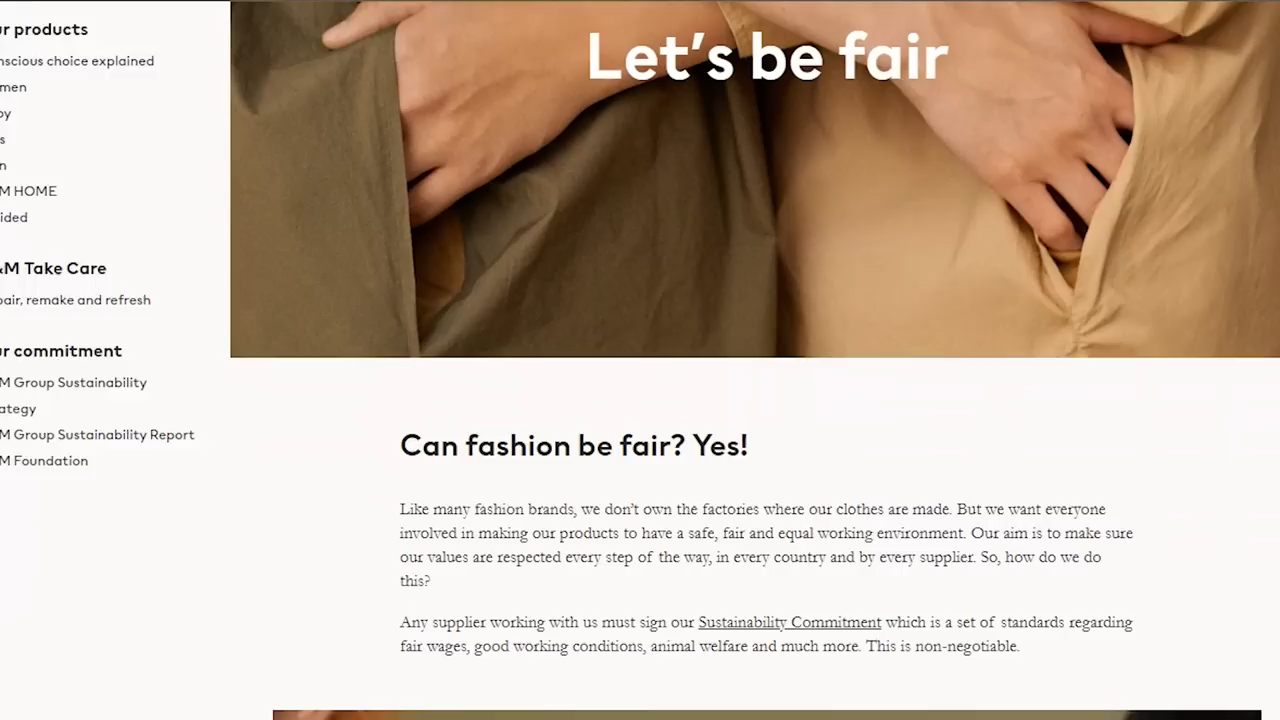 Let's be fair
ur products
nscious choice explained
men
by
s
n
M HOME
ided
&M Take Care
pair, remake and refresh
ur commitment
M Group Sustainability
ategy
M Group Sustainability Report
M Foundation
Can fashion be fair? Yes!
Like many fashion brands, we don't own the factories where our clothes are made. But we want everyone
involved in making our products to have a safe, fair and equal working environment. Our aim is to make sure
our values are respected every step of the way, in every country and by every supplier. So, how do we do
this?
Any supplier working with us must sign our Sustainability Commitment which is a set of standards regarding
fair wages, good working conditions, animal welfare and much more. This is non-negotiable.